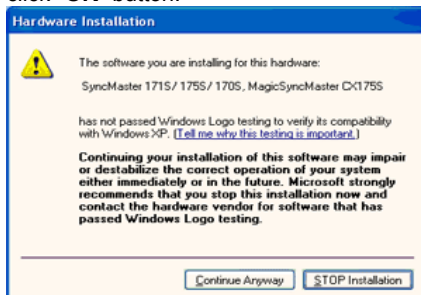 click "OK" button.
Hardware Installation
The software you are installing for this hardware:
SyncMaster 171S/ 175S/ 170S, MagicSyncMaster CX175S
has not passed Windows Logo testing to verify its compatibility
with Windows XP. (Tell me why this testing is important.)
Continuing your installation of this software may impair
or destabilize the correct operation of your system
either immediately or in the future. Microsoft strongly
recommends that you stop this installation now and
contact the hardware vendor for software that has
passed Windows Logo testing.
Continue Anyway STOP Installation